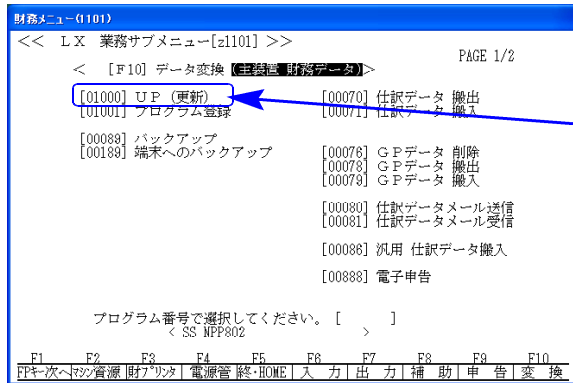 財務メニュー(1101)
<< ＬＸ 業務サブメニュー[z1101] >>
PAGE 1/2
< [F10] データ変換 (主装置 財務データ)>
[01000] ＵＰ (更新)
[00070] 仕訳データ 搬出
[01001] プログラム登録
[00071] 仕訳データ 搬入
[00089] バックアップ
[00189] 端末へのバックアップ
[00076] ＧＰデータ 削除
[00078] ＧＰデータ 搬出
[00079] ＧＰデータ 搬入
[00080] 仕訳データメール送信
[00081] 仕訳データメール受信
[00086] 汎用 仕訳データ搬入
[00888] 電子申告
プログラム番号で選択してください。 [ ]
< SS NPP802 >
F1 F2 F3 F4 F5 F6 F7 F8 F9 F10
FPキー次へ|マシン資源|財ﾌﾟﾘﾝﾀ|電源管|終・HOME|入 力|出 力|補 助|申 告|変 換